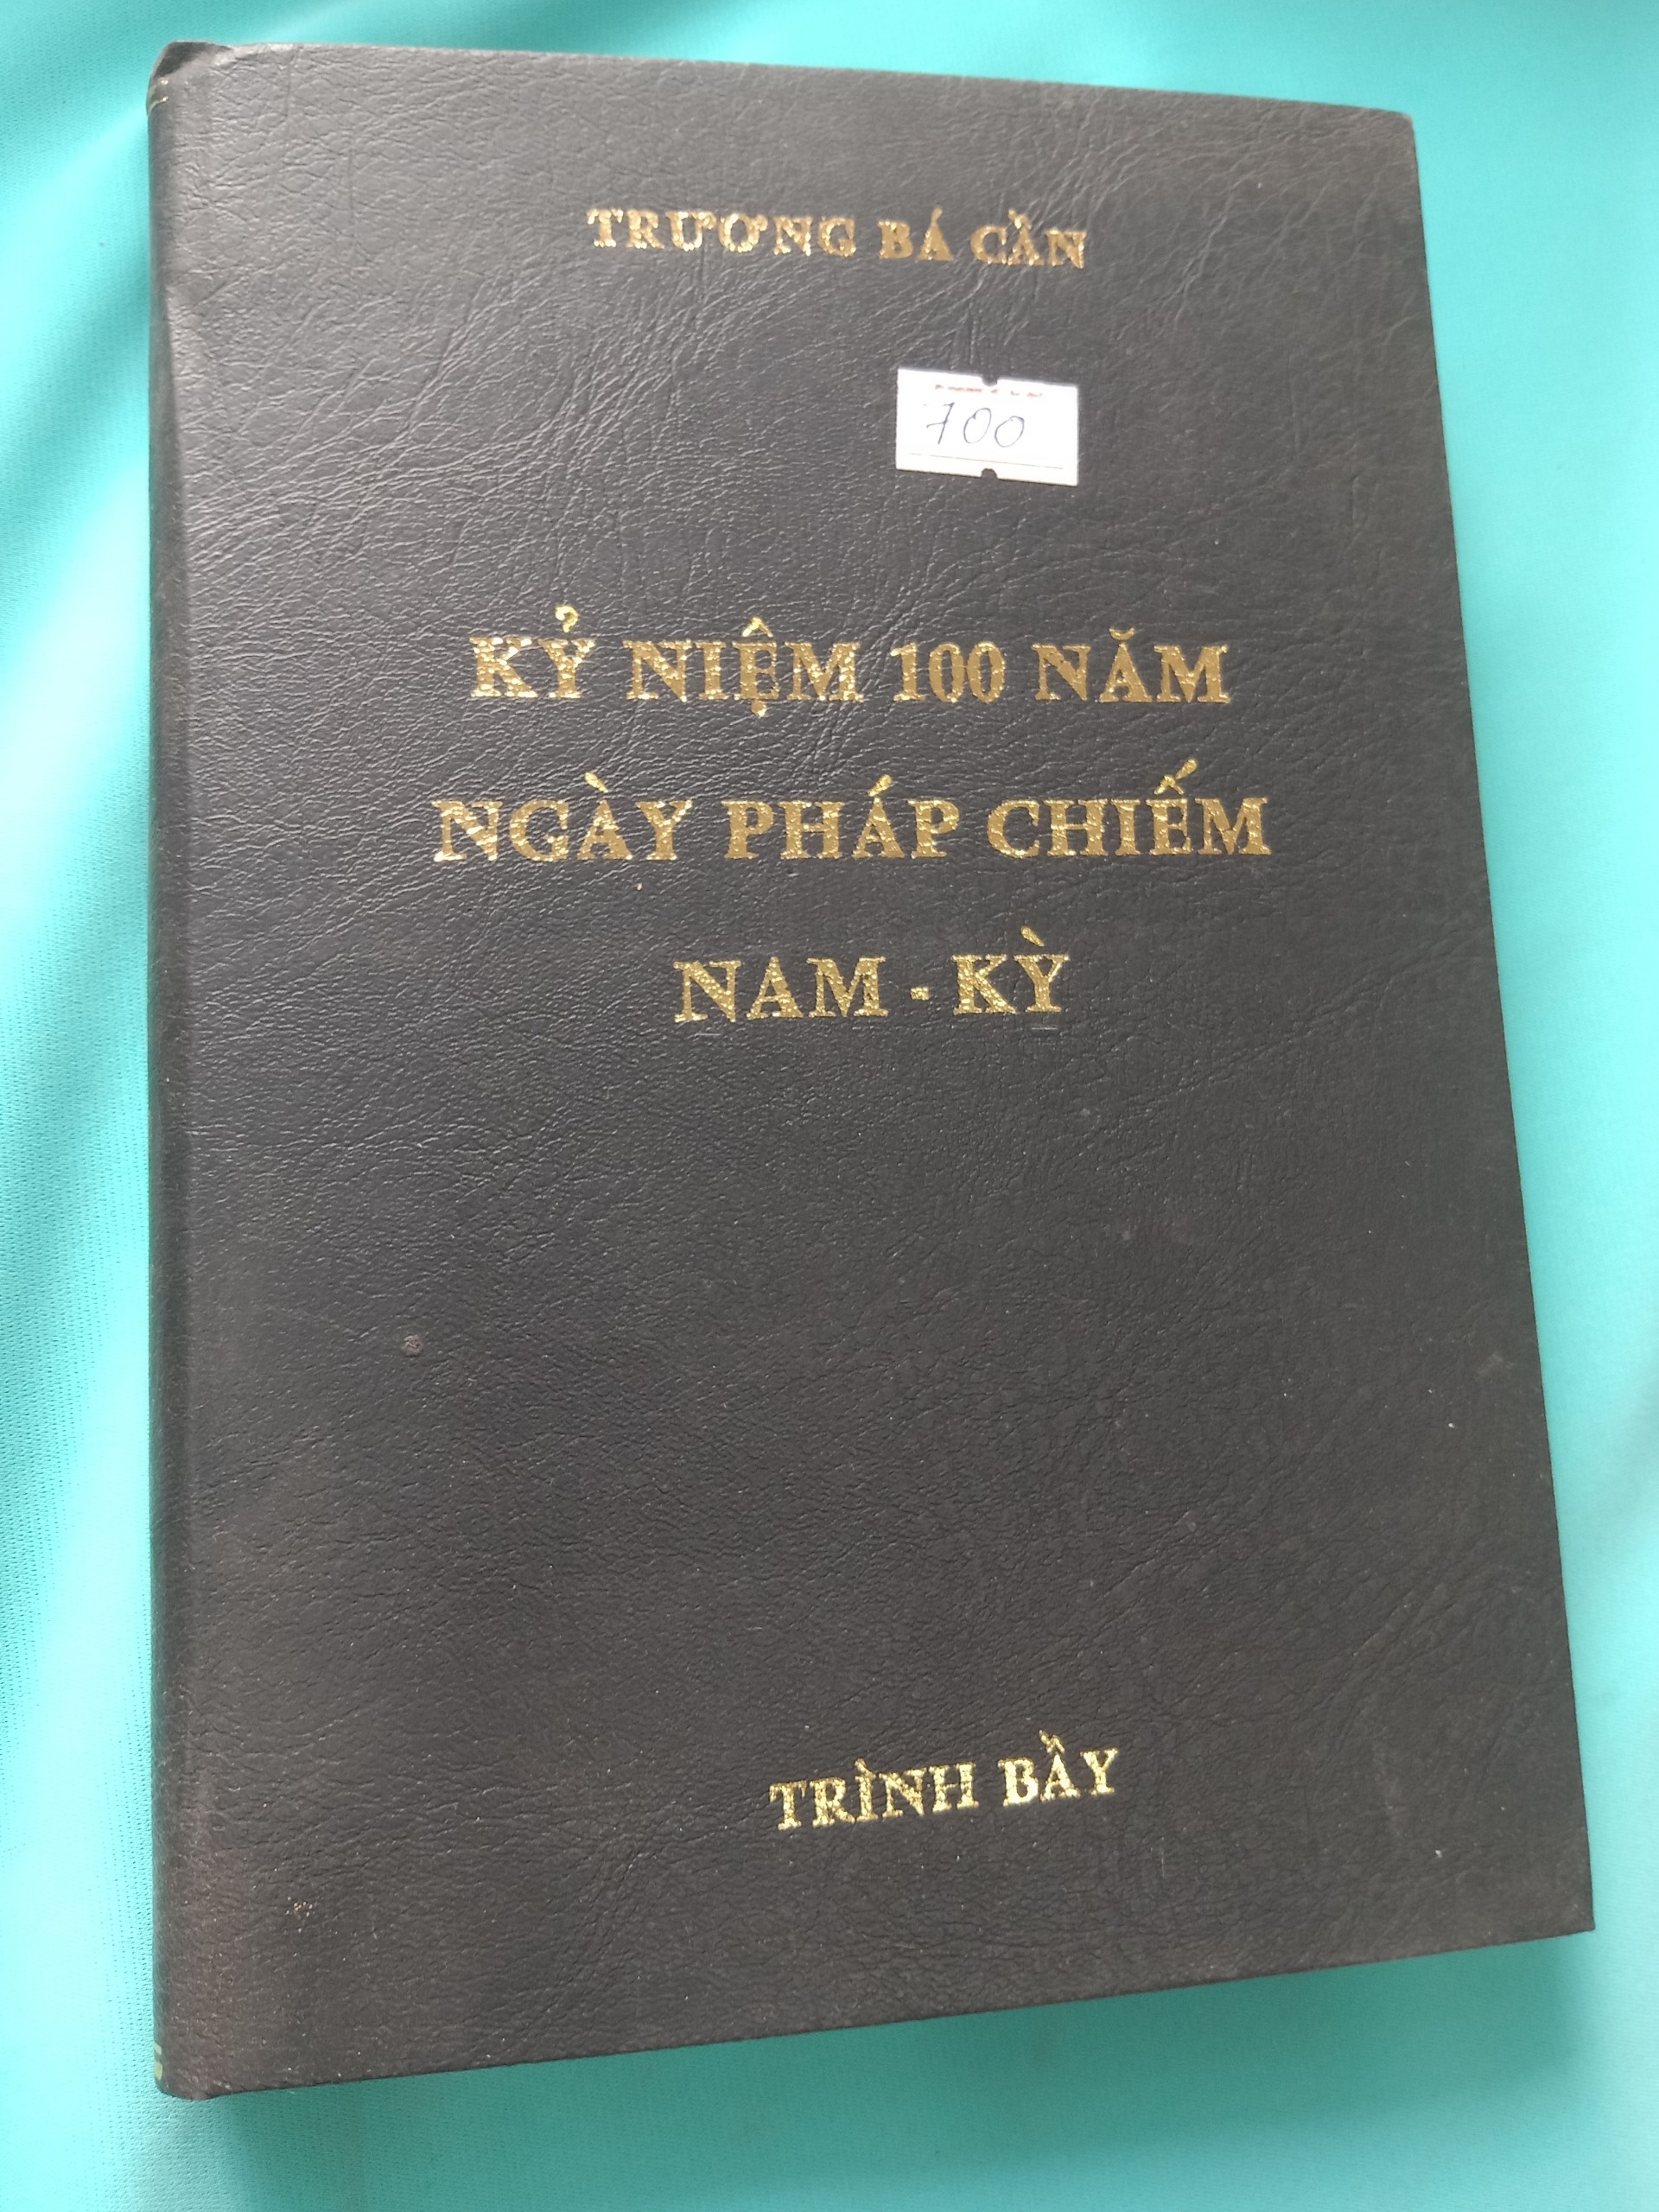 TRƯƠNG BÁ CẦN
700
KỶ NIỆM 100 NĂM
NGÀY PHÁP CHIẾM
NAM - KỲ
TRÌNH BẦY